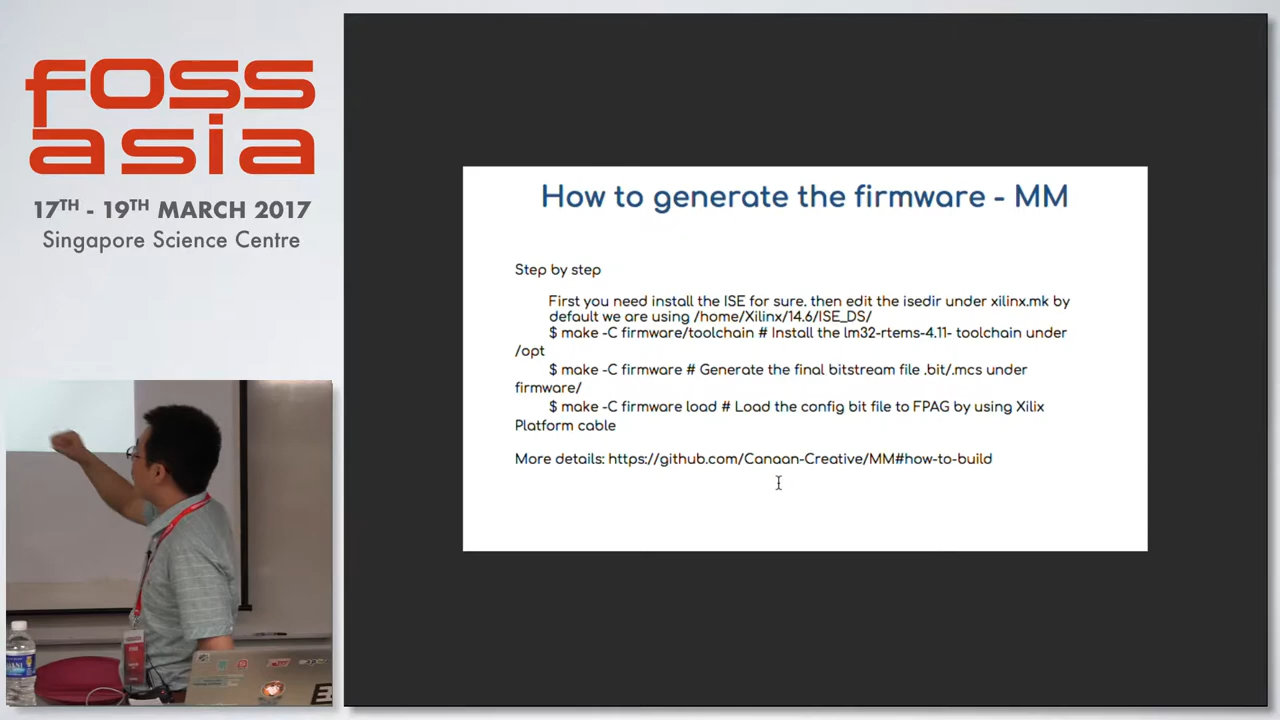 foss
asia
17TH - 19TH MARCH 2017
Singapore Science Centre
How to generate the firmware - MM
Step by step
First you need install the ISE for sure. then edit the isedir under xilinx.mk by
default we are using /home/Xilinx/14.6/ISE_DS/
$ make -C firmware/toolchain # Install the lm32-rtems-4.11- toolchain under
/opt
$ make -C firmware # Generate the final bitstream file .bit/.mcs under
firmware/
$ make -C firmware load # Load the config bit file to FPAG by using Xilix
Platform cable
More details: https://github.com/Canaan-Creative/MM#how-to-build